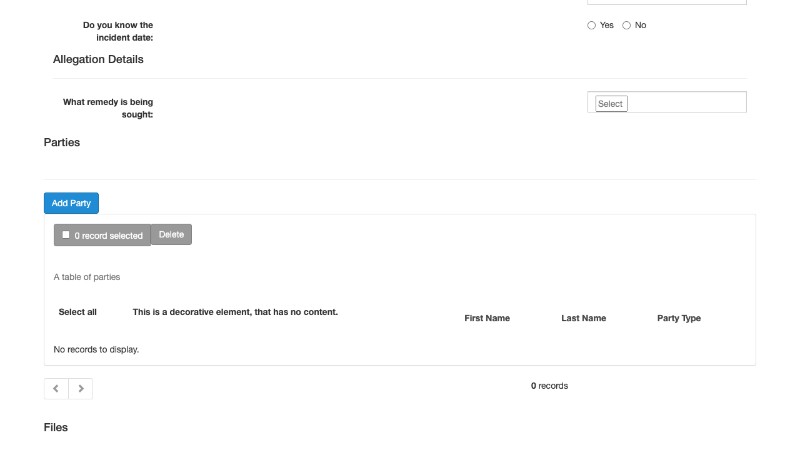 Do you know the
incident date:
Yes No
Allegation Details
What remedy is being
sought:
Select
Parties
Add Party
0 record selected Delete
A table of parties
Select all This is a decorative element, that has no content. First Name Last Name Party Type
No records to display.
0 records
Files